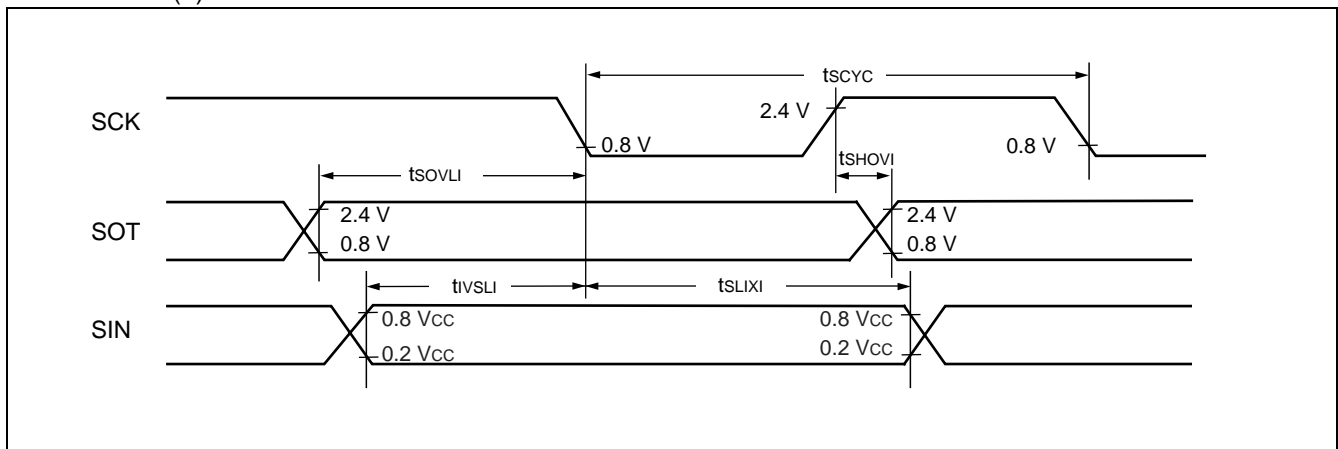 tSCYC
SCK
2.4 V
0.8 V
0.8 V
tSHOVI
tSOVLI
SOT
2.4 V
0.8 V
2.4 V
0.8 V
tIVSLI
tSLIXI
SIN
0.8 VCC
0.2 VCC
0.8 VCC
0.2 VCC